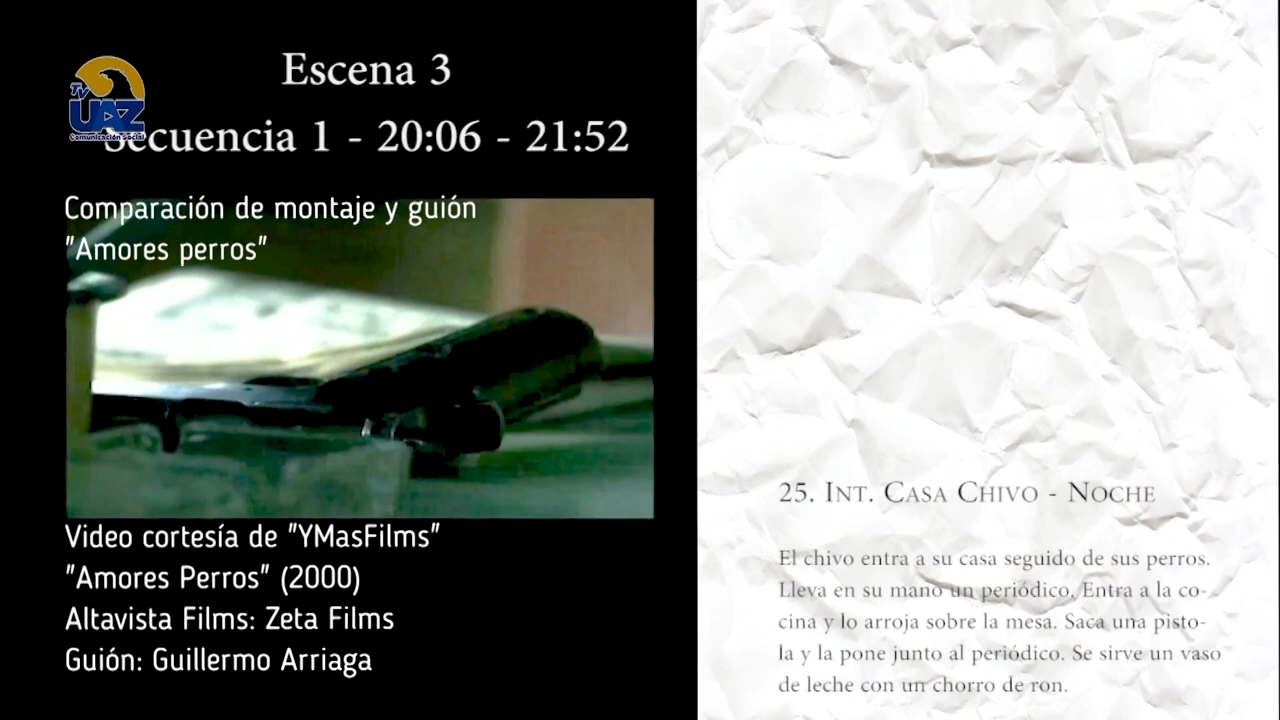 Escena 3
TV
UAZ
Comunicación Social
Secuencia 1 - 20:06 - 21:52
Comparación de montaje y guión
"Amores perros"
Video cortesía de "YMasFilms"
"Amores Perros" (2000)
Altavista Films: Zeta Films
Guión: Guillermo Arriaga
25. Int. Casa Chivo - Noche
El chivo entra a su casa seguido de sus perros.
Lleva en su mano un periódico. Entra a la co-
cina y lo arroja sobre la mesa. Saca una pisto-
la y la pone junto al periódico. Se sirve un vaso
de leche con un chorro de ron.